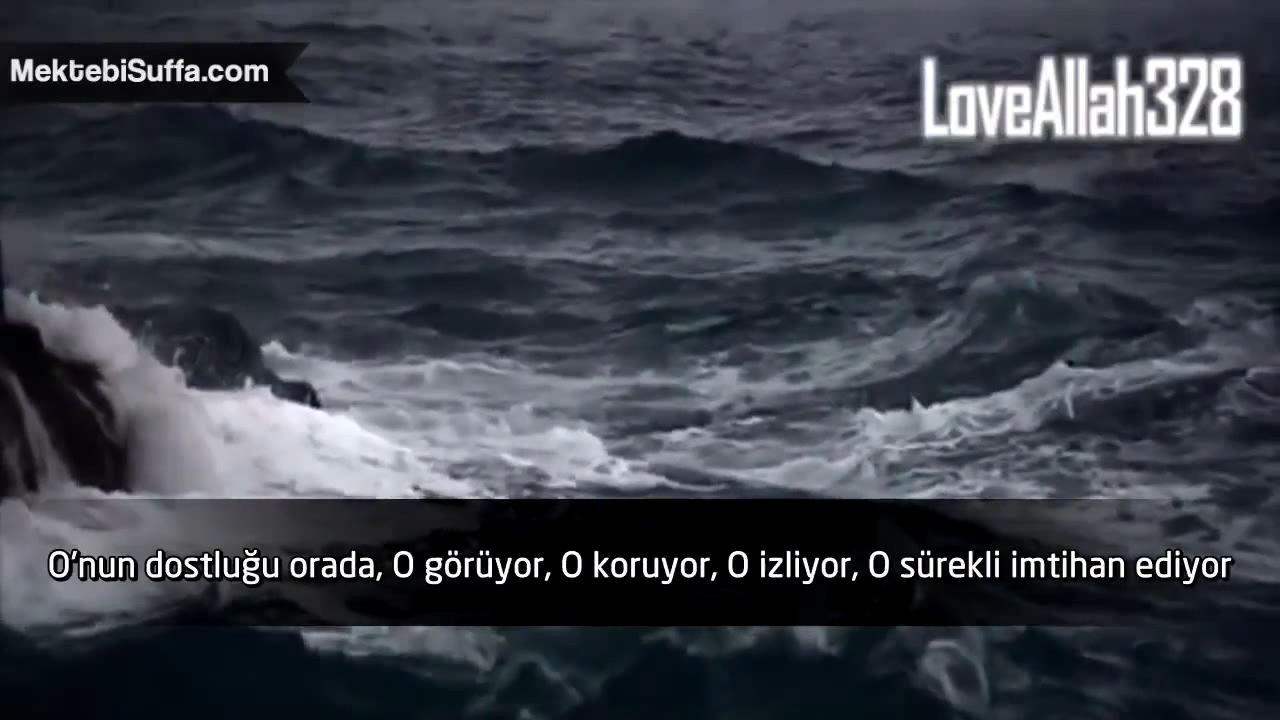 MektebiSuffa.com
LoveAllah328
O'nun dostluğu orada, O görüyor, O koruyor, O izliyor, O sürekli imtihan ediyor